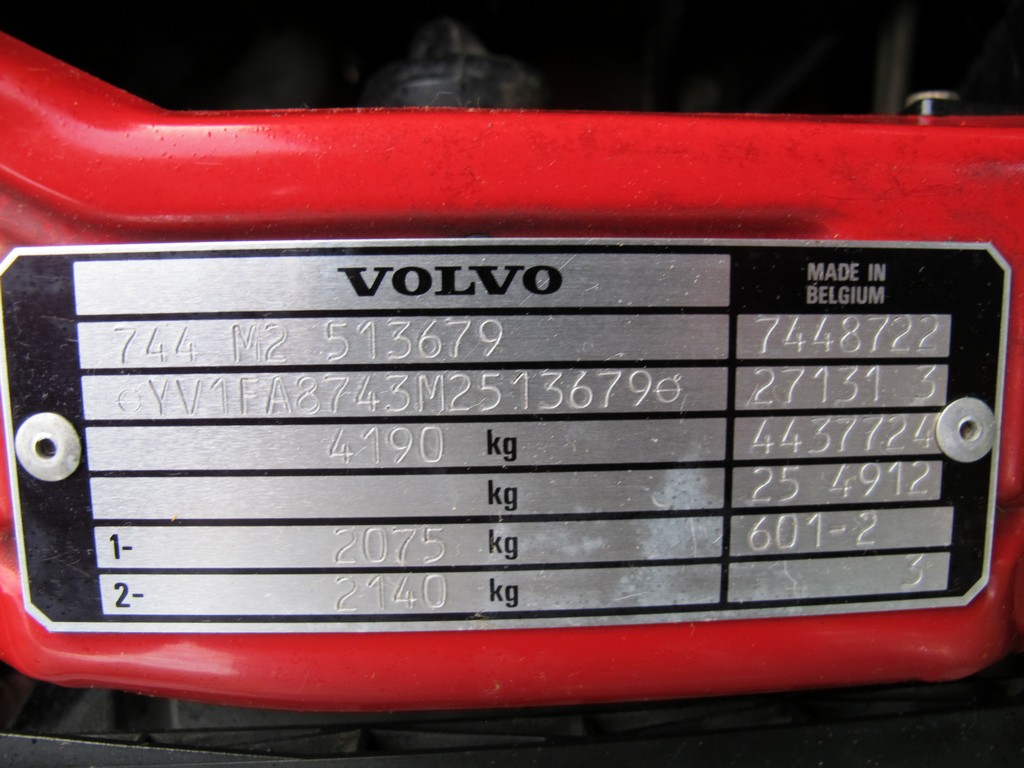 VOLVO
MADE IN
BELGIUM
744 M2 513679
7448722
YV1FA8743M2513679
27131 3
4190 kg
4437724
kg
25 4912
1- 2075 kg
601-2
2- 2140 kg
3